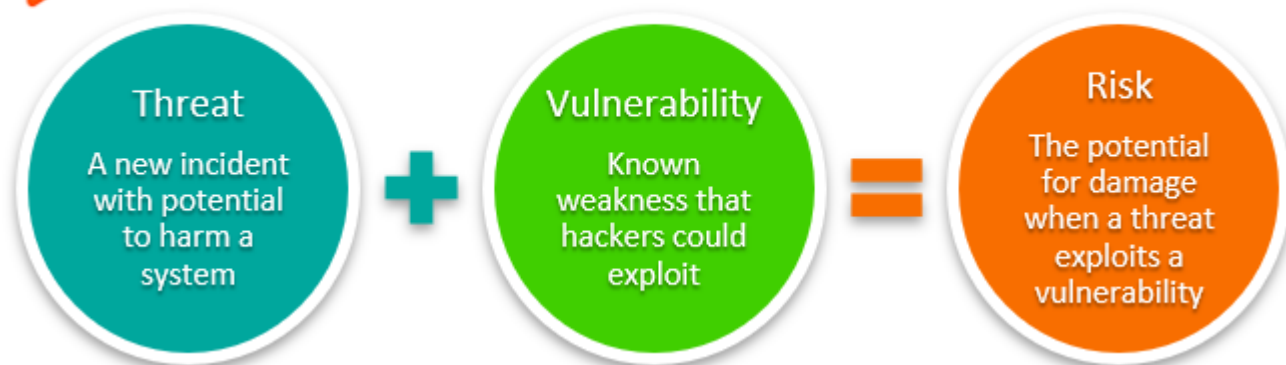 Threat
A new incident
with potential
to harm a
system
Vulnerability
Known
weakness that
hackers could
exploit
Risk
The potential
for damage
when a threat
exploits a
vulnerability